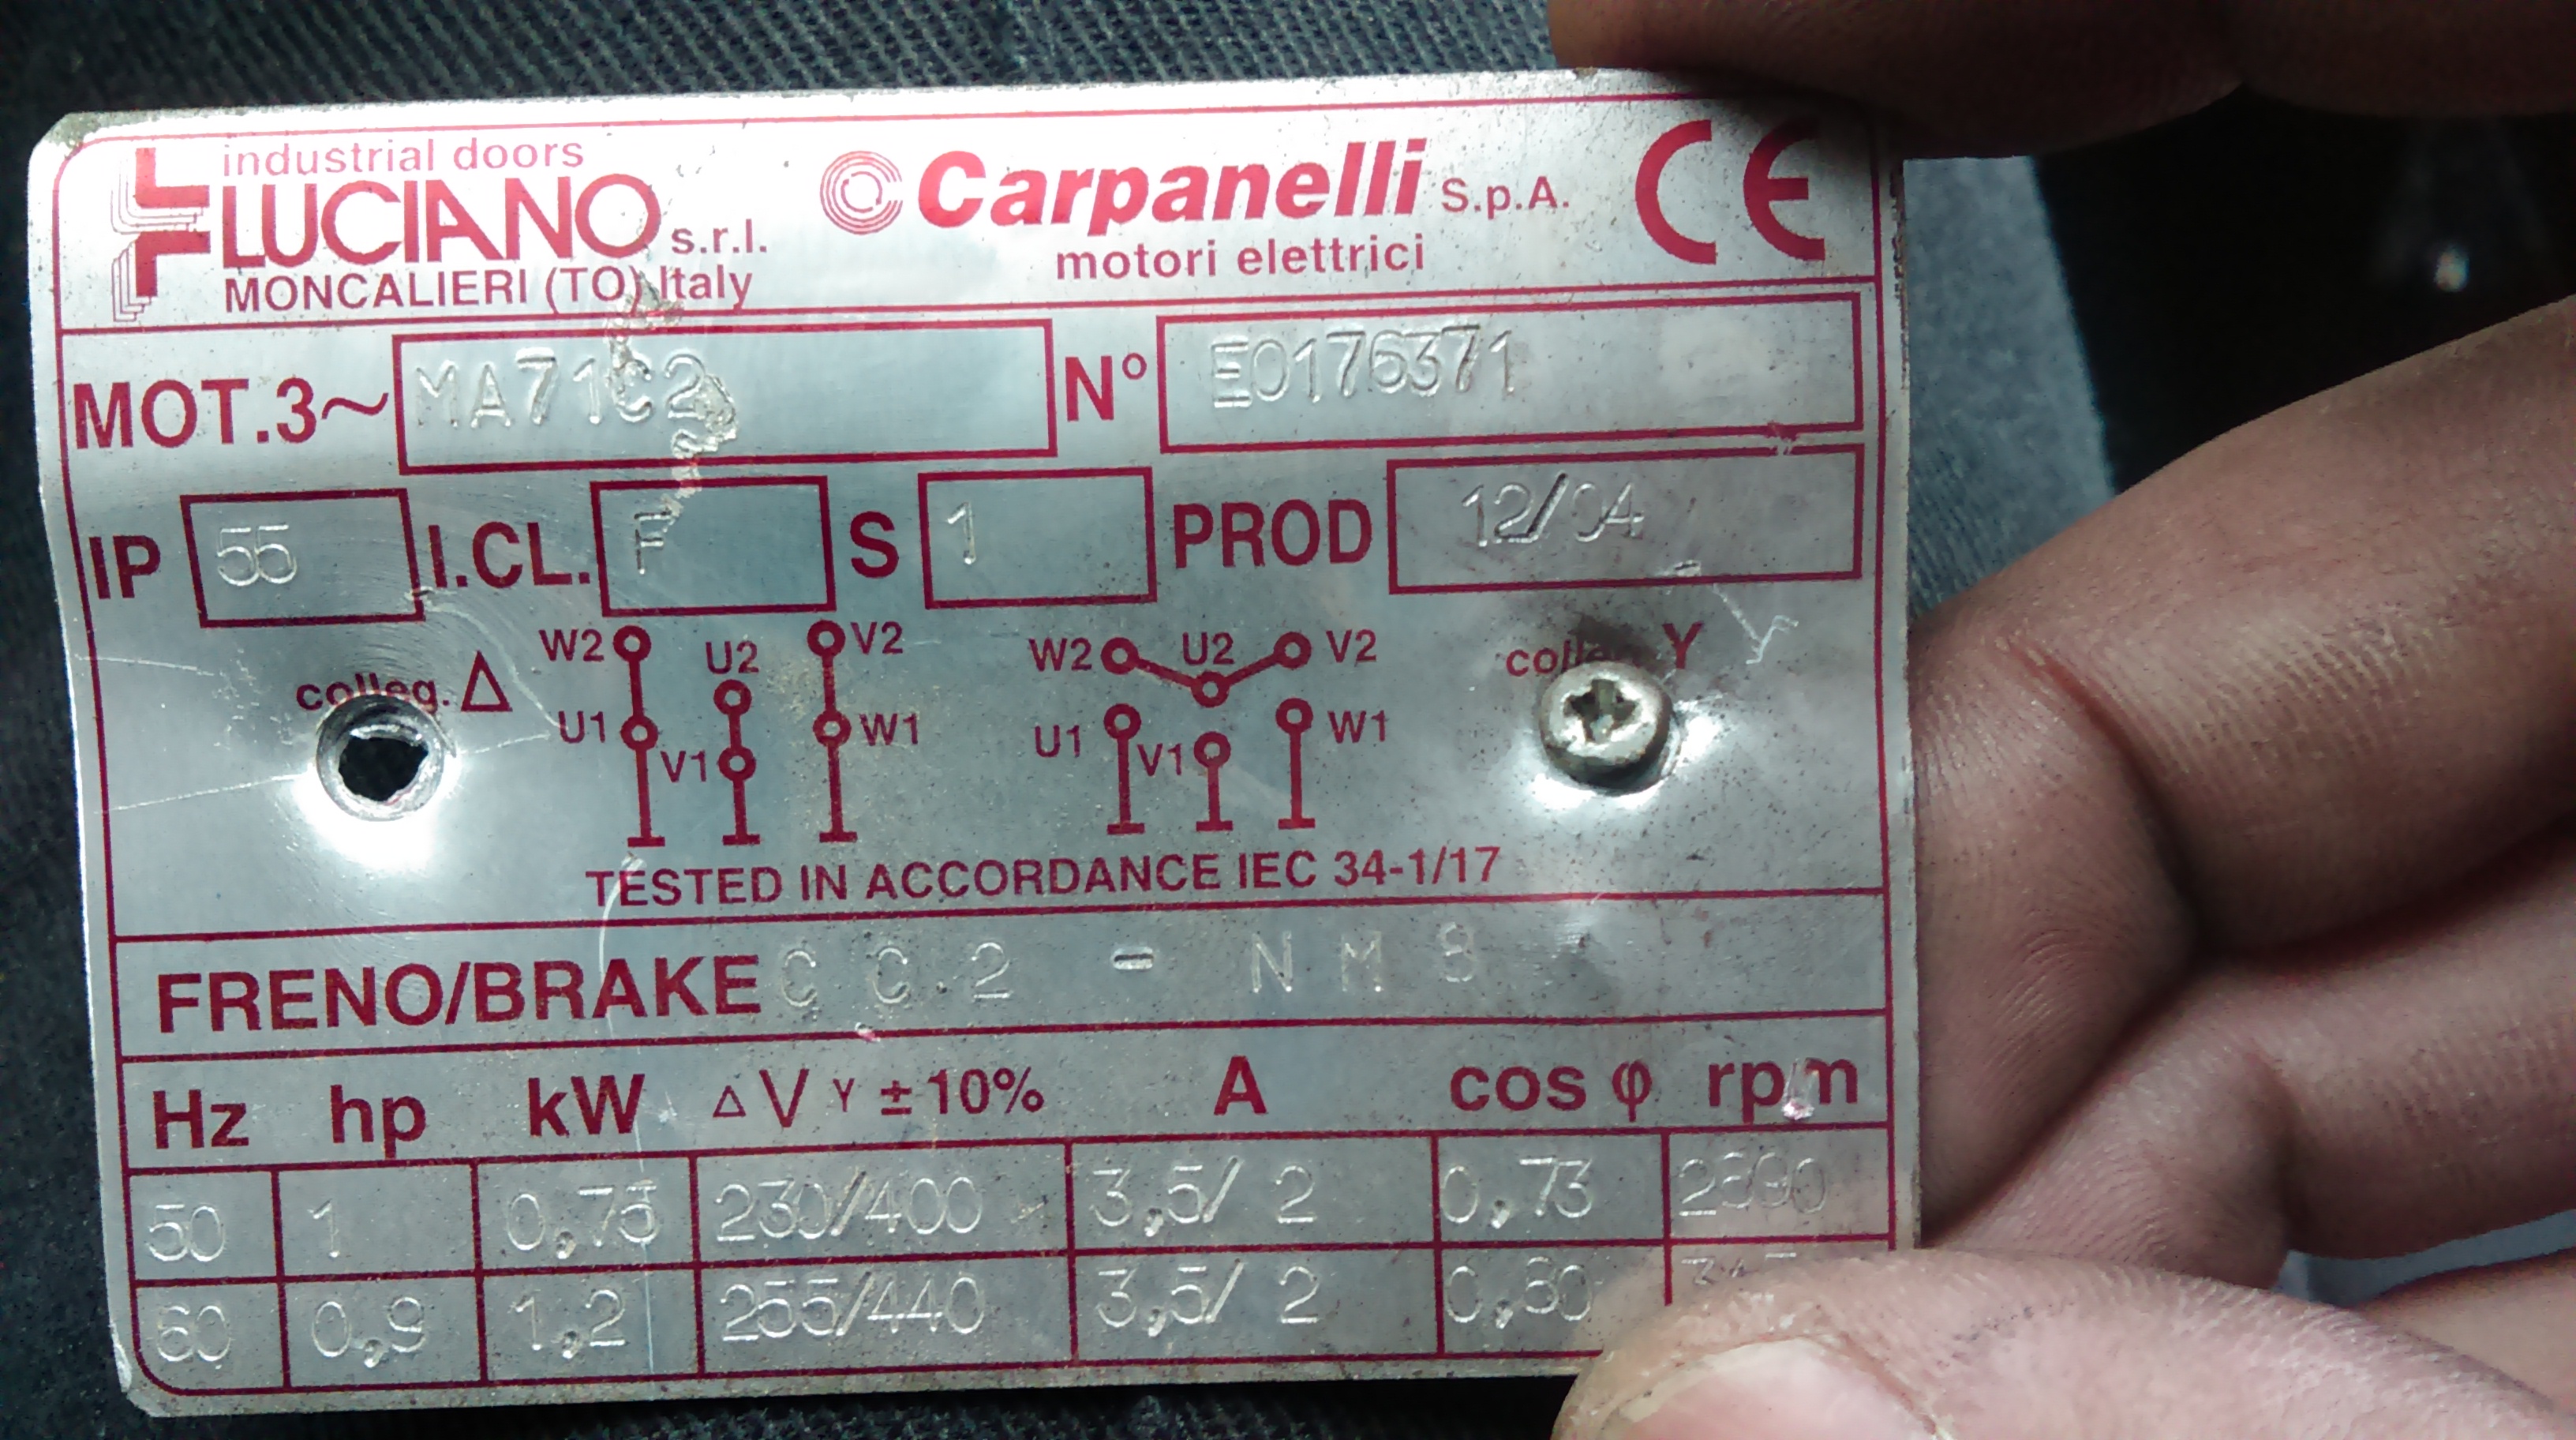 industrial doors
LUCIANO s.r.l.
MONCALIERI (TO) Italy
Carpanelli S.p.A.
motori elettrici
CE
MOT.3~ MA71C2 N° E0176371
IP 55 I.CL. F S 1 PROD 12/04
colleg. Δ
W2 U2 V2
U1 V1 W1
W2 U2 V2
U1 V1 W1
Y
TESTED IN ACCORDANCE IEC 34-1/17
FRENO/BRAKE CC.2 - NM 8
Hz hp kW Δ V Y ±10% A cos φ rpm
50 1 0,75 230/400 3,5/ 2 0,73
60 0,9 1,2 255/440 3,5/ 2 0,80